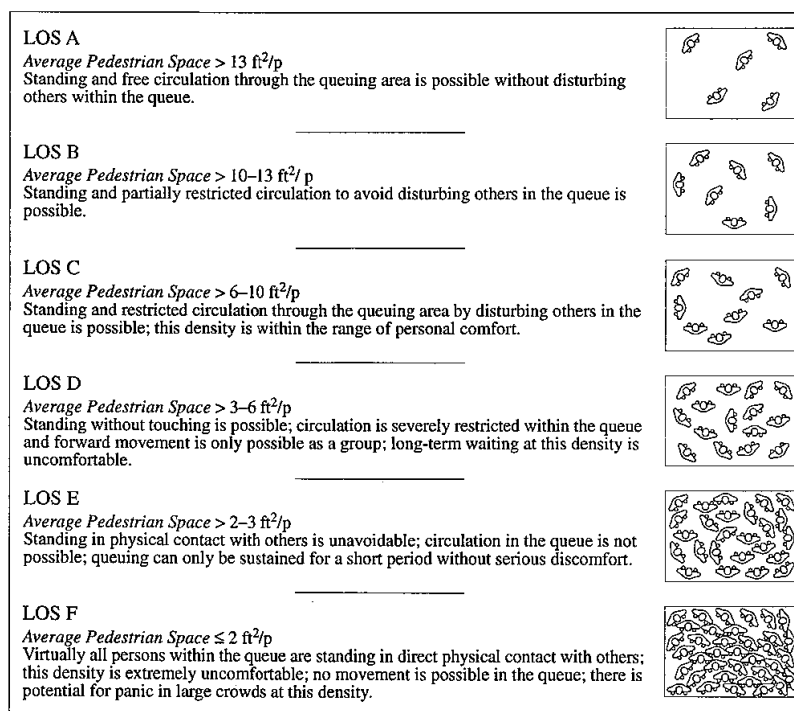 LOS A
Average Pedestrian Space > 13 ft²/p
Standing and free circulation through the queuing area is possible without disturbing
others within the queue.
LOS B
Average Pedestrian Space > 10–13 ft²/ p
Standing and partially restricted circulation to avoid disturbing others in the queue is
possible.
LOS C
Average Pedestrian Space > 6–10 ft²/p
Standing and restricted circulation through the queuing area by disturbing others in the
queue is possible; this density is within the range of personal comfort.
LOS D
Average Pedestrian Space > 3–6 ft²/p
Standing without touching is possible; circulation is severely restricted within the queue
and forward movement is only possible as a group; long-term waiting at this density is
uncomfortable.
LOS E
Average Pedestrian Space > 2–3 ft²/p
Standing in physical contact with others is unavoidable; circulation in the queue is not
possible; queuing can only be sustained for a short period without serious discomfort.
LOS F
Average Pedestrian Space ≤ 2 ft²/p
Virtually all persons within the queue are standing in direct physical contact with others;
this density is extremely uncomfortable; no movement is possible in the queue; there is
potential for panic in large crowds at this density.